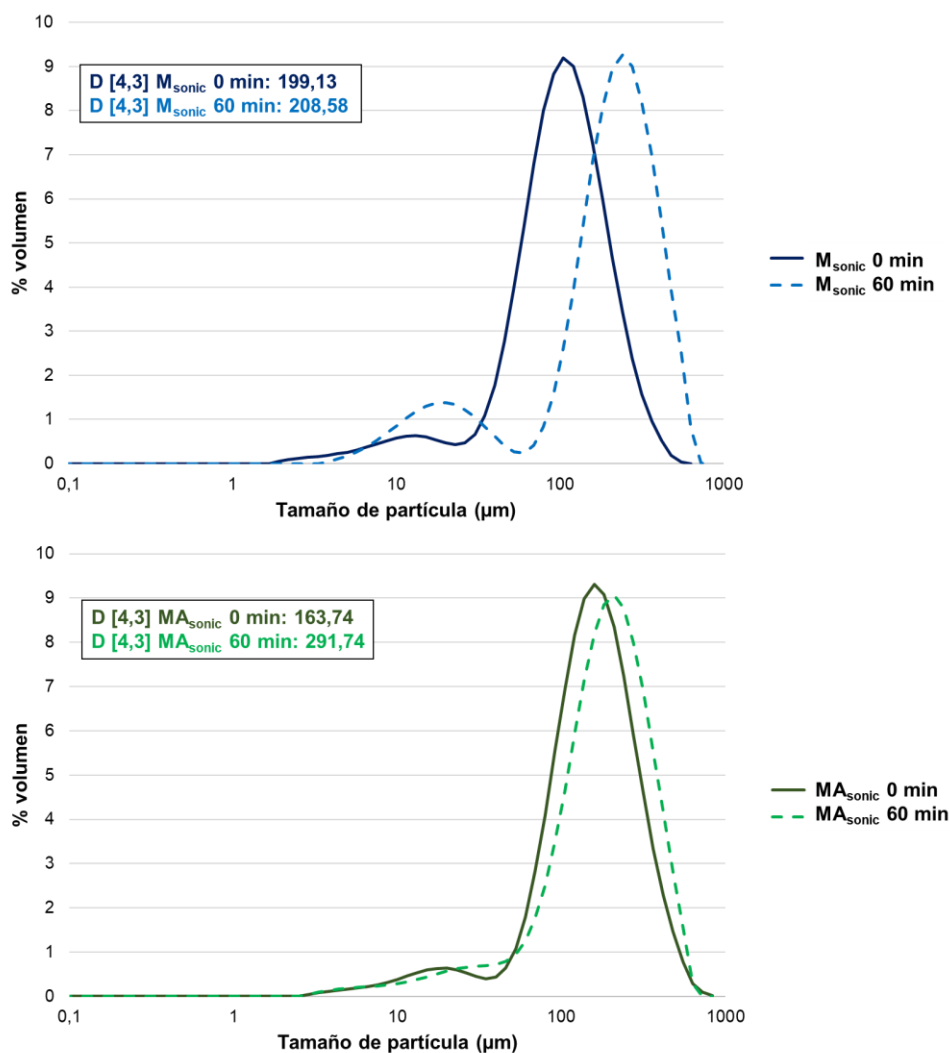 10
9
8
7
6
5
4
3
2
1
0
% volumen
D [4,3] Msonic 0 min: 199,13
D [4,3] Msonic 60 min: 208,58
Msonic 0 min
Msonic 60 min
0,1 1 10 100 1000
Tamaño de partícula (µm)
10
9
8
7
6
5
4
3
2
1
0
% volumen
D [4,3] MAsonic 0 min: 163,74
D [4,3] MAsonic 60 min: 291,74
MAsonic 0 min
MAsonic 60 min
0,1 1 10 100 1000
Tamaño de partícula (µm)